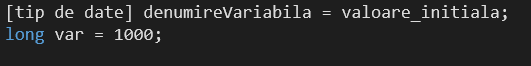 [tip de date] denumireVariabila = valoare_initiala;
long var = 1000;